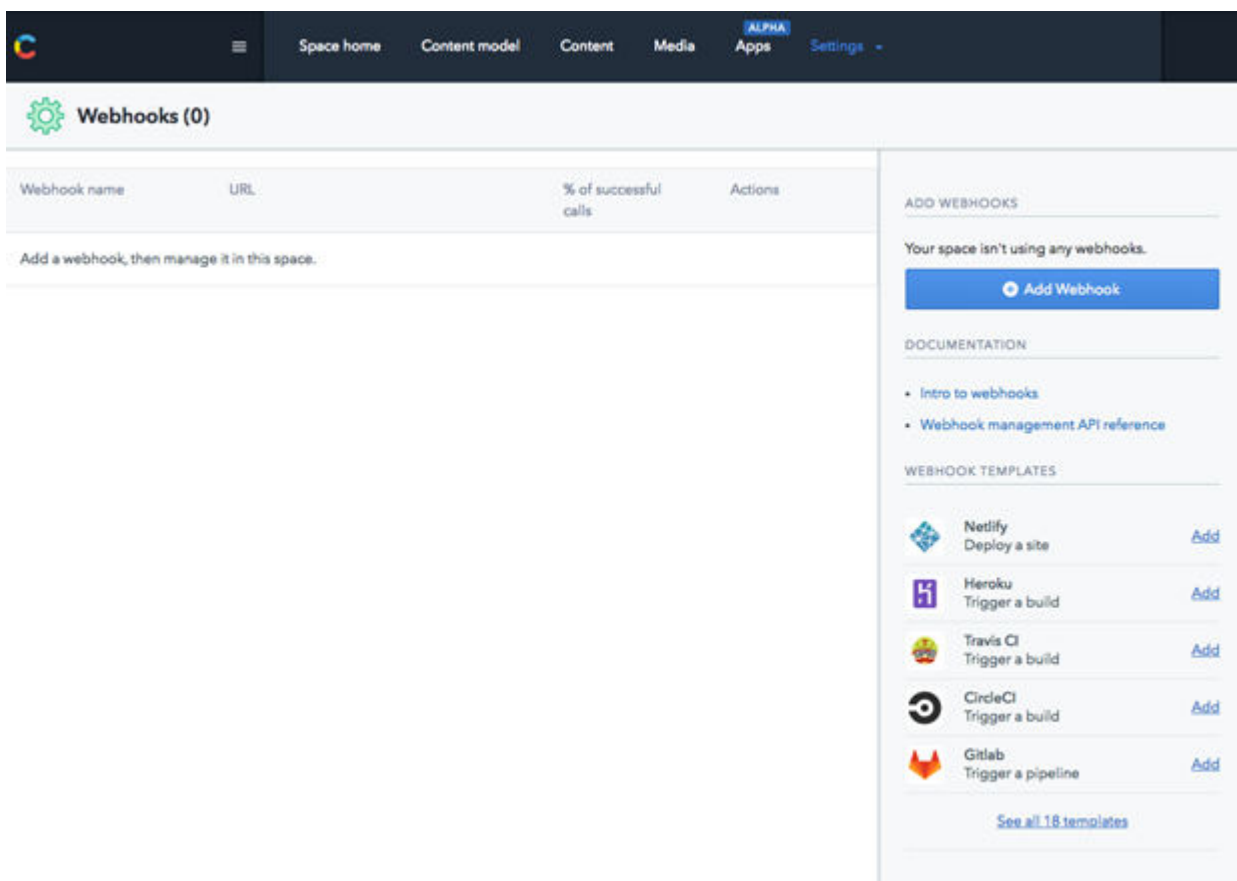 ALPHA
Space home Content model Content Media Apps Settings
Webhooks (0)
Webhook name URL % of successful calls Actions
Add a webhook, then manage it in this space.
ADD WEBHOOKS
Your space isn't using any webhooks.
Add Webhook
DOCUMENTATION
• Intro to webhooks
• Webhook management API reference
WEBHOOK TEMPLATES
Netlify
Deploy a site
Add
Heroku
Trigger a build
Add
Travis CI
Trigger a build
Add
CircleCI
Trigger a build
Add
Gitlab
Trigger a pipeline
Add
See all 18 templates